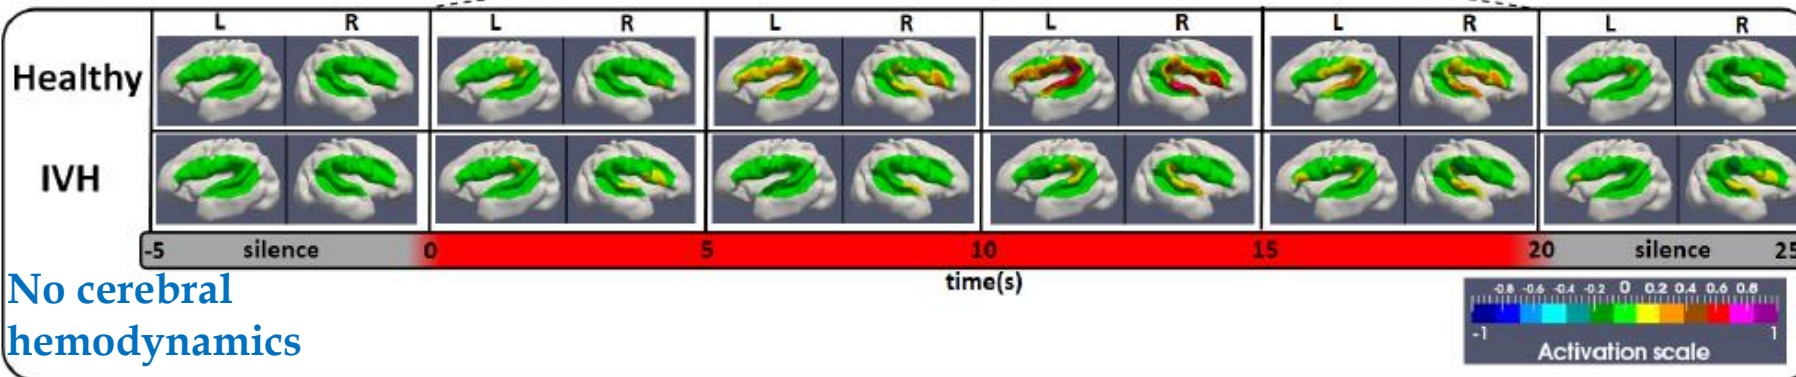 L R L R L R L R L R L R
Healthy
IVH
-5 silence 0 5 10 15 20 silence 25
time(s)
No cerebral
hemodynamics
-0.8 -0.6 -0.4 -0.2 0 0.2 0.4 0.6 0.8
-1 1
Activation scale